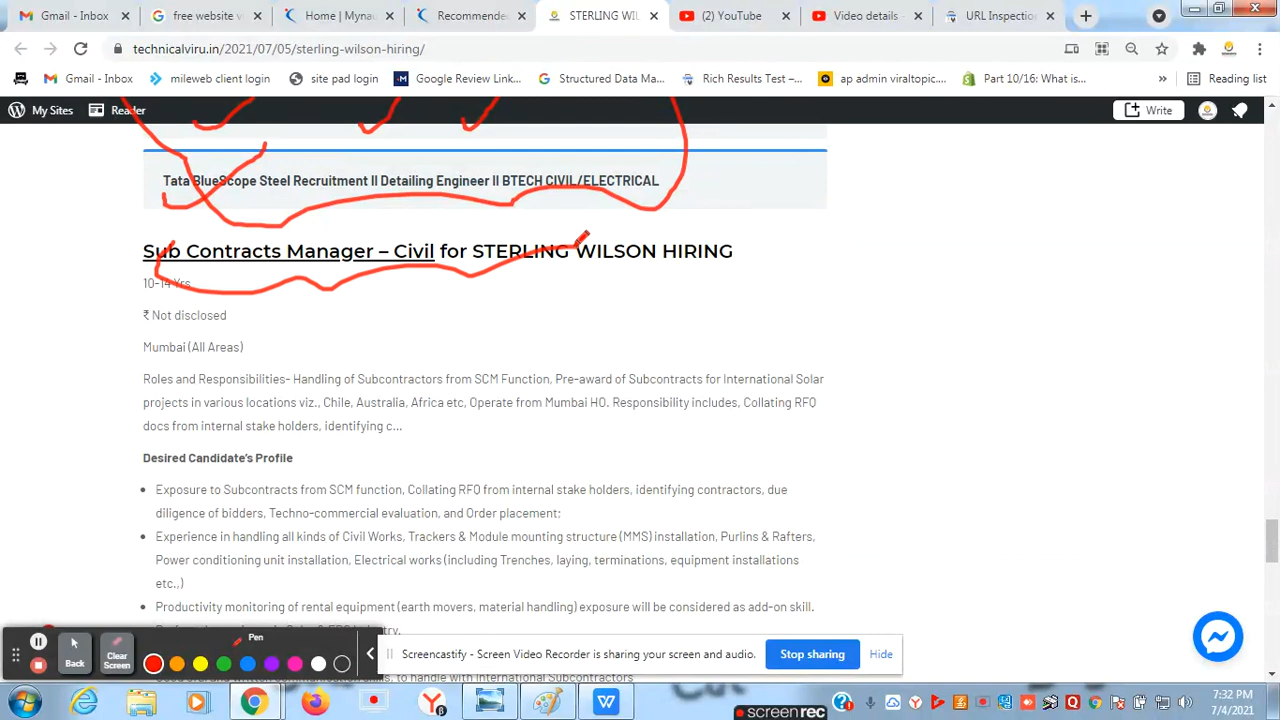 Gmail - Inbox
free website v
Home | Mynau
Recommende
STERLING WIL
(2) YouTube
Video details -
URL Inspection
technicalviru.in/2021/07/05/sterling-wilson-hiring/
Gmail - Inbox
mileweb client login
site pad login
Google Review Link...
Structured Data Ma...
Rich Results Test –...
ap admin viraltopic....
Part 10/16: What is...
»
Reading list
My Sites
Reader
Write
Tata BlueScope Steel Recruitment II Detailing Engineer II BTECH CIVIL/ELECTRICAL
Sub Contracts Manager – Civil for STERLING WILSON HIRING
10-14 Yrs
₹ Not disclosed
Mumbai (All Areas)
Roles and Responsibilities- Handling of Subcontractors from SCM Function, Pre-award of Subcontracts for International Solar
projects in various locations viz., Chile, Australia, Africa etc, Operate from Mumbai HO. Responsibility includes, Collating RFQ
docs from internal stake holders, identifying c...
Desired Candidate's Profile
• Exposure to Subcontracts from SCM function, Collating RFQ from internal stake holders, identifying contractors, due
diligence of bidders, Techno-commercial evaluation, and Order placement;
• Experience in handling all kinds of Civil Works, Trackers & Module mounting structure (MMS) installation, Purlins & Rafters,
Power conditioning unit installation, Electrical works (including Trenches, laying, terminations, equipment installations
etc.,)
• Productivity monitoring of rental equipment (earth movers, material handling) exposure will be considered as add-on skill.
to handle with International Subcontractors
Pen
Back
Clear
Screen
Screencastify - Screen Video Recorder is sharing your screen and audio.
Stop sharing
Hide
screenrec
7:32 PM
7/4/2021